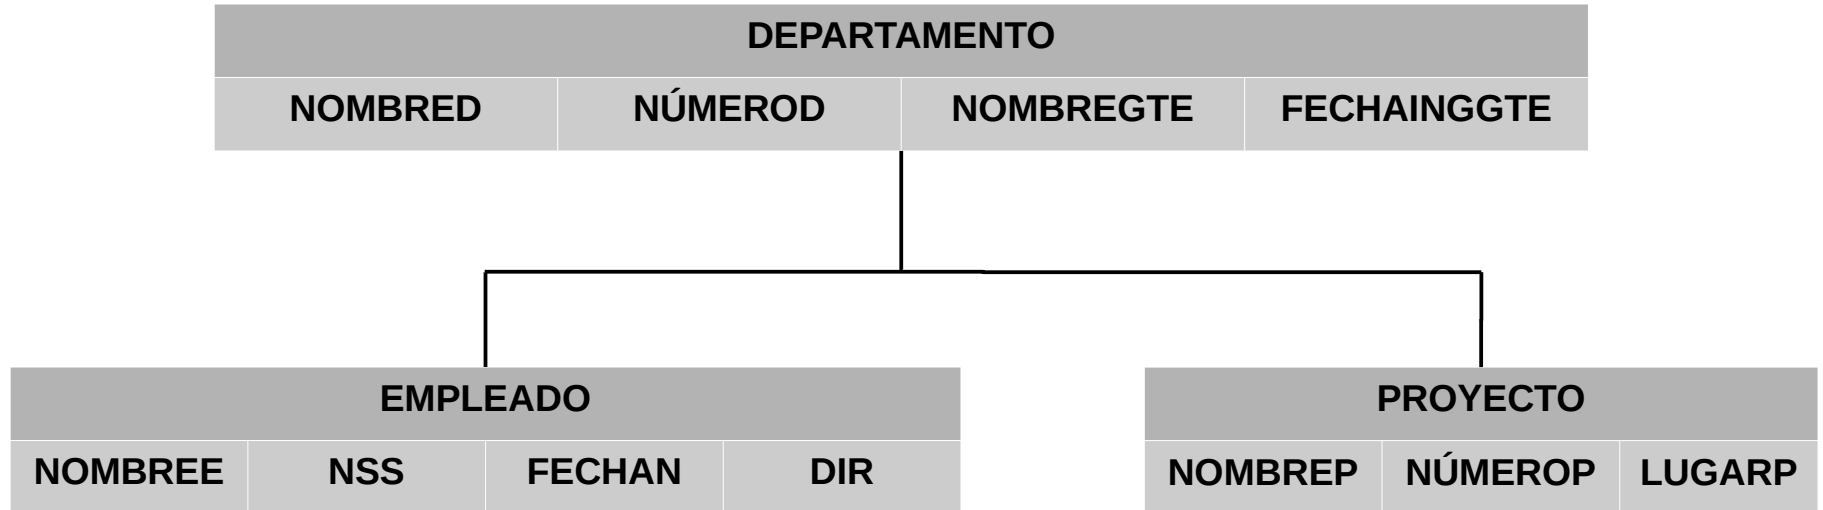 DEPARTAMENTO
NOMBRED NÚMEROD NOMBREGTE FECHAINGGTE
EMPLEADO
NOMBREE NSS FECHAN DIR
PROYECTO
NOMBREP NÚMEROP LUGARP